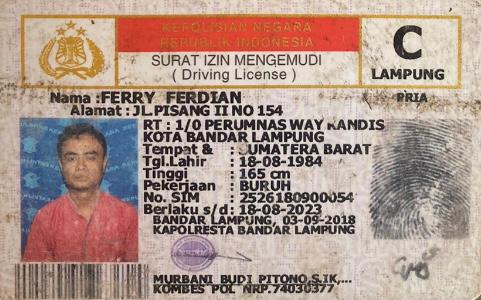 KEPOLISIAN NEGARA
REPUBLIK INDONESIA
SURAT IZIN MENGEMUDI
( Driving License )
C
LAMPUNG
PRIA
Nama :FERRY FERDIAN
Alamat : JL.PISANG II NO 154
RT : 1/0 PERUMNAS WAY KANDIS
KOTA BANDAR LAMPUNG
Tempat & : SUMATERA BARAT
Tgl.Lahir : 18-08-1984
Tinggi : 165 cm
Pekerjaan : BURUH
No. SIM : 2526180900054
Berlaku s/d : 18-08-2023
BANDAR LAMPUNG, 03-09-2018
KAPOLRESTA BANDAR LAMPUNG
MURBANI BUDI PITONO,S.IK,...
KOMBES POL NRP.74030377